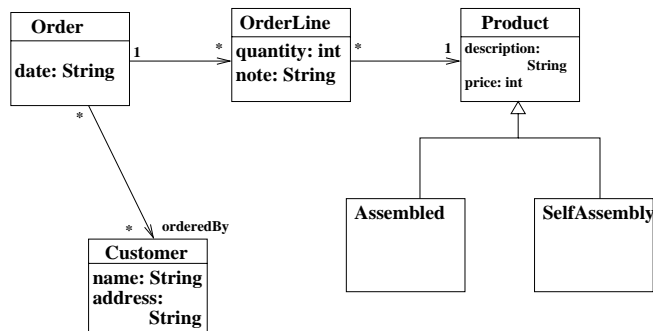 Order
date: String
1
*
OrderLine
quantity: int
note: String
*
1
Product
description:
String
price: int
*
* orderedBy
Customer
name: String
address:
String
Assembled
SelfAssembly